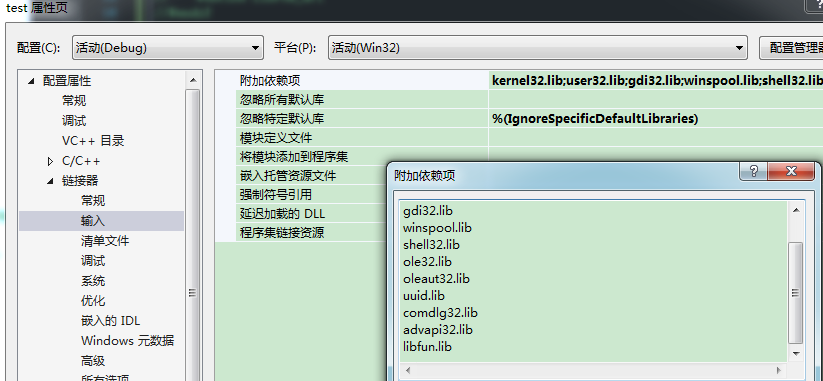 test 属性页
配置(C):
活动(Debug)
平台(P):
活动(Win32)
配置管理器
配置属性
常规
调试
VC++ 目录
C/C++
链接器
常规
输入
清单文件
调试
系统
优化
嵌入的 IDL
Windows 元数据
高级
所有选项
附加依赖项
kernel32.lib;user32.lib;gdi32.lib;winspool.lib;shell32.lib
忽略所有默认库
忽略特定默认库
%(IgnoreSpecificDefaultLibraries)
模块定义文件
将模块添加到程序集
嵌入托管资源文件
强制符号引用
延迟加载的 DLL
程序集链接资源
附加依赖项
gdi32.lib
winspool.lib
shell32.lib
ole32.lib
oleaut32.lib
uuid.lib
comdlg32.lib
advapi32.lib
libfun.lib